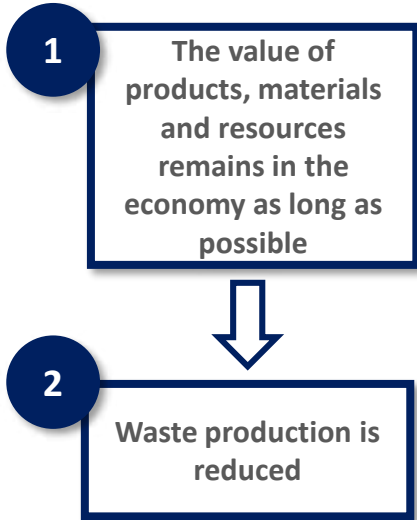 1
The value of
products, materials
and resources
remains in the
economy as long as
possible
2
Waste production is
reduced